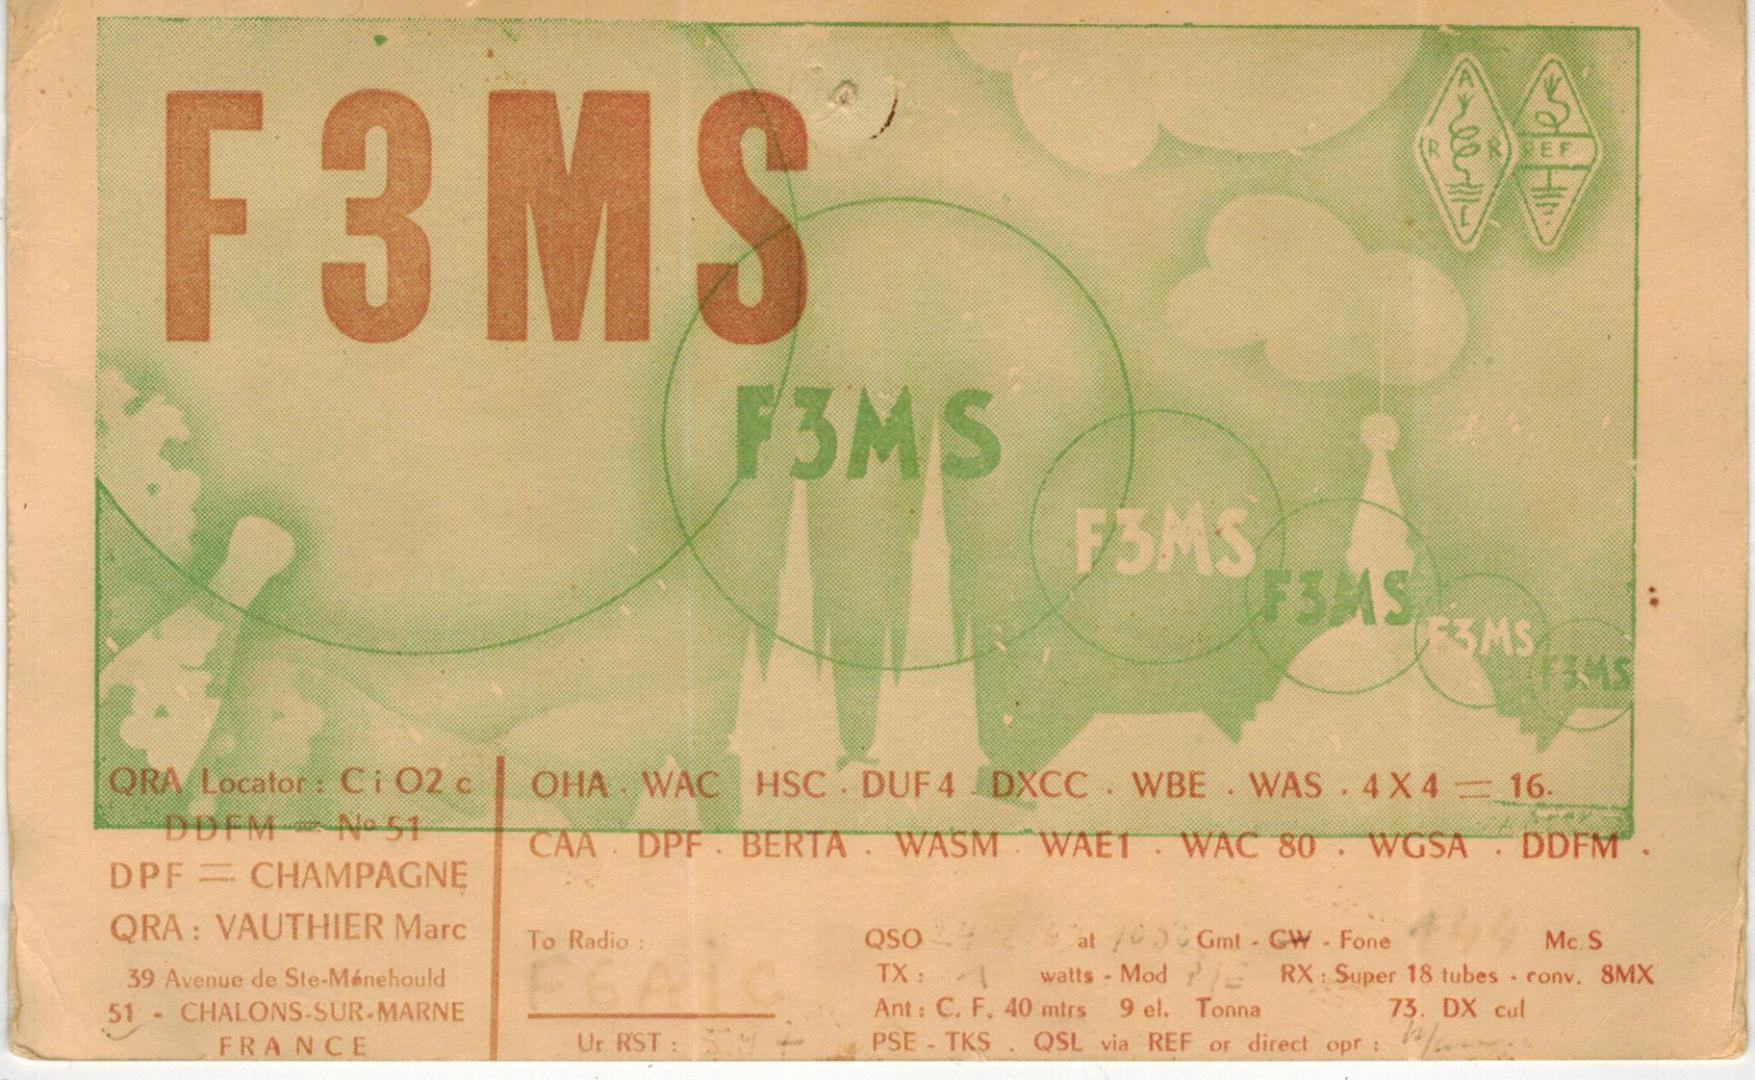 F3MS
A
R R
L
REF
F3MS
F3MS
F3MS
F3MS
F3MS
QRA Locator : C i O2 c
DDFM = No 51
DPF = CHAMPAGNE
QRA : VAUTHIER Marc
39 Avenue de Ste-Ménehould
51 - CHALONS-SUR-MARNE
FRANCE
OHA . WAC HSC . DUF4 . DXCC . WBE . WAS . 4X4 = 16.
CAA . DPF . BERTA . WASM . WAE1 . WAC 80 . WGSA . DDFM .
To Radio :
Ur RST :
QSO at Gmt - CW - Fone 144 Mc. S
TX : watts - Mod RX : Super 18 tubes - conv. 8MX
Ant : C. F. 40 mtrs 9 el. Tonna 73. DX cul
PSE - TKS . QSL via REF or direct opr :